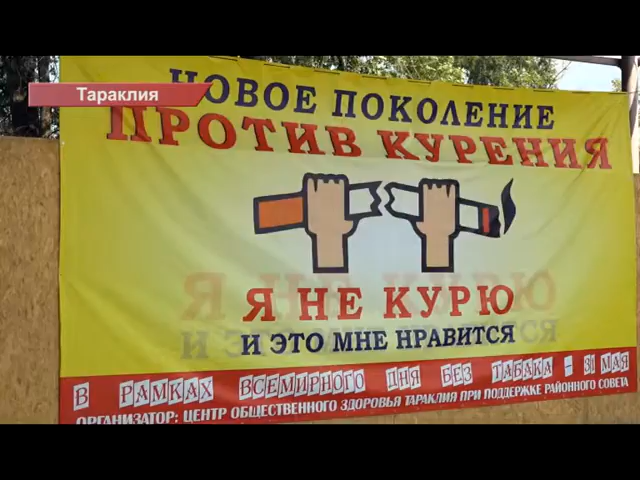 Тараклия
НОВОЕ ПОКОЛЕНИЕ
ПРОТИВ КУРЕНИЯ
Я НЕ КУРЮ
И ЭТО МНЕ НРАВИТСЯ
В РАМКАХ ВСЕМИРНОГО ДНЯ БЕЗ ТАБАКА - 31 МАЯ
ОРГАНИЗАТОР: ЦЕНТР ОБЩЕСТВЕННОГО ЗДОРОВЬЯ ТАРАКЛИЯ ПРИ ПОДДЕРЖКЕ РАЙОННОГО СОВЕТА